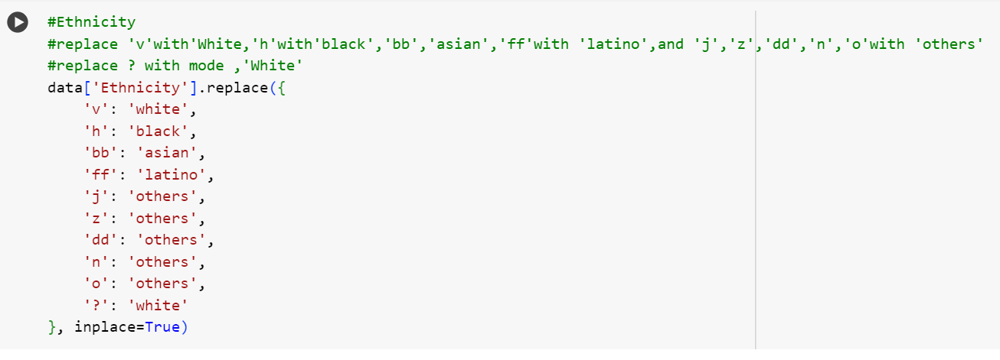 #Ethnicity
#replace 'v'with'White,'h'with'black','bb','asian','ff'with 'latino',and 'j','z','dd','n','o'with 'others'
#replace ? with mode ,'White'
data['Ethnicity'].replace({
    'v': 'white',
    'h': 'black',
    'bb': 'asian',
    'ff': 'latino',
    'j': 'others',
    'z': 'others',
    'dd': 'others',
    'n': 'others',
    'o': 'others',
    '?': 'white'
}, inplace=True)